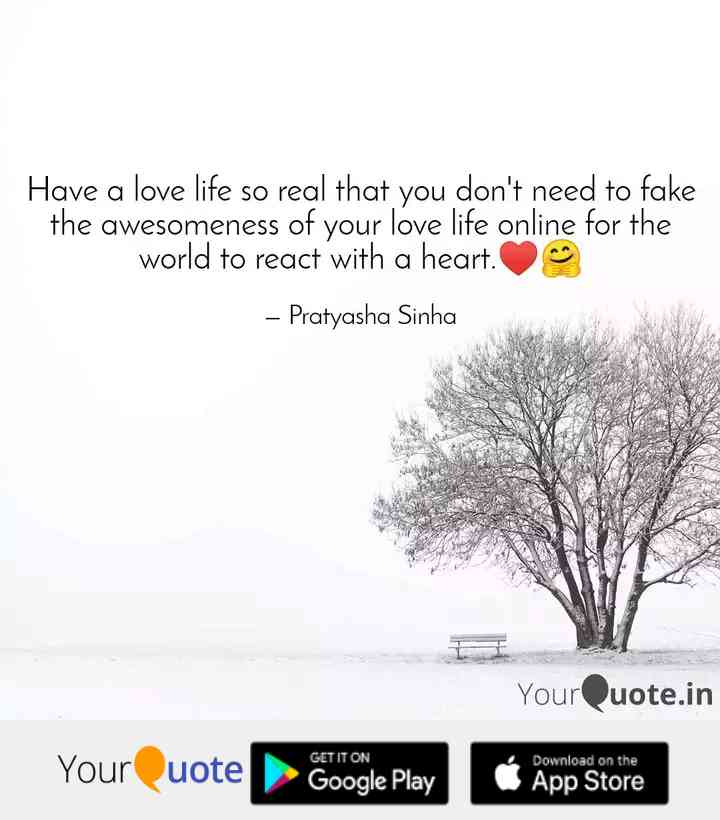 Have a love life so real that you don't need to fake
the awesomeness of your love life online for the
world to react with a heart.❤️🤗
– Pratyasha Sinha
YourQuote.in
YourQuote
GET IT ON
Google Play
Download on the
App Store